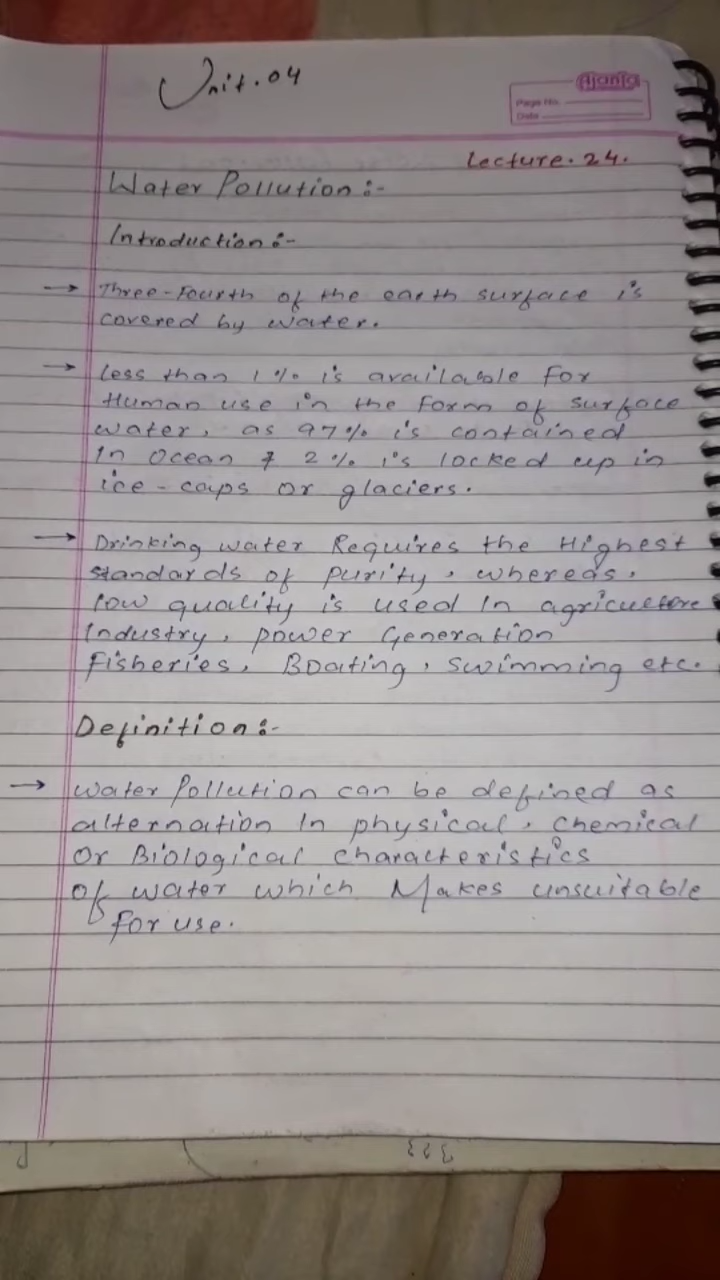 Unit.04
Ajanta
Page No.
Date
Lecture.24.
Water Pollution:-
Introduction:-
→ Three-Fourth of the earth surface is
covered by water.
→ Less than 1% is available for
Human use in the form of surface
water, as 97% is contained
In Ocean & 2% is locked up in
ice-caps or glaciers.
→ Drinking water Requires the Highest
standards of purity, whereas,
low quality is used In agriculture
Industry, power Generation
Fisheries, Boating, swimming etc.
Definition:-
→ Water Pollution can be defined as
alternation In physical, chemical
Or Biological characteristics
Of water which Makes unsuitable
for use.